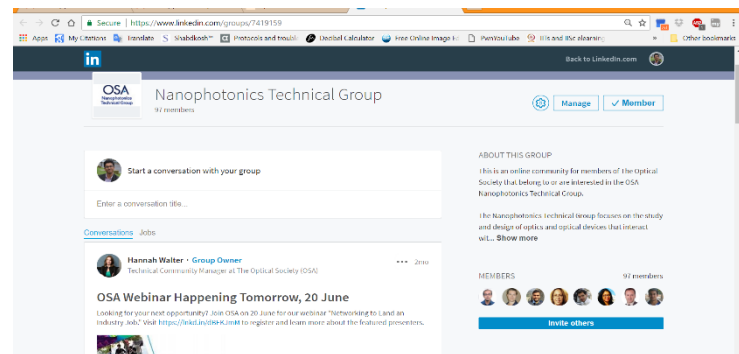 Secure | https://www.linkedin.com/groups/7419159
Apps My Citations Translate Shabdkosh Protocols and Decibel Calculator Free Online Image PwnYouTube IITs and IISc Other bookmarks
in
Back to LinkedIn.com
OSA
Nanophotonics
Technical Group
Nanophotonics Technical Group
97 members
Manage
✓ Member
Start a conversation with your group
Enter a conversation title...
Conversations Jobs
Hannah Walter · Group Owner
••• 2mo
Technical Community Manager at The Optical Society (OSA)
OSA Webinar Happening Tomorrow, 20 June
Looking for your next opportunity? Join OSA on 20 June for our webinar "Networking to Land an
Industry Job." Visit to register and learn more about the featured presenters.
ABOUT THIS GROUP
This is an online community for members of The Optical
Society that belong to or are interested in the OSA
Nanophotonics Technical Group.
The Nanophotonics Technical Group focuses on the study
and design of optics and optical devices that interact
wit... Show more
MEMBERS
97 members
Invite others